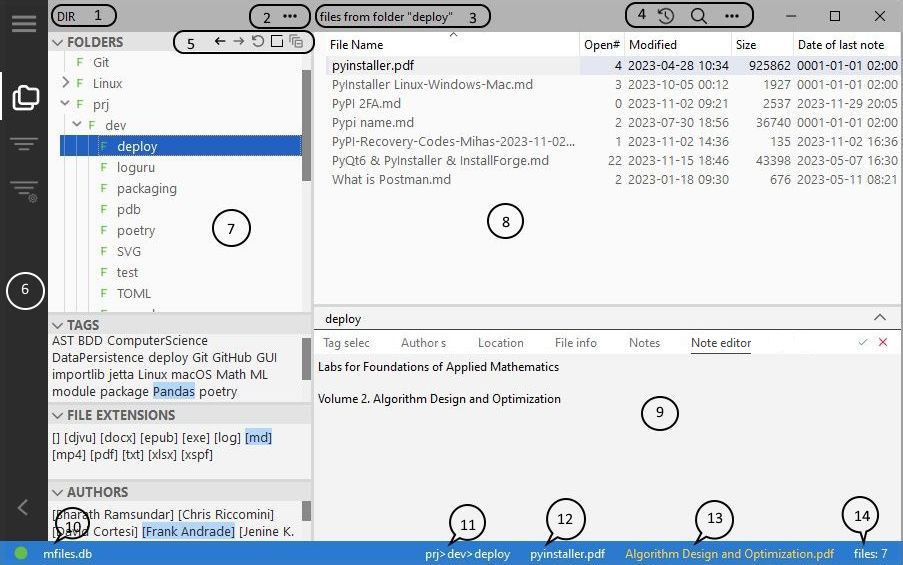 DIR 1
2 •••
files from folder "deploy" 3
4 •••
FOLDERS
5
Git
Linux
F prj
F dev
F deploy
F loguru
F packaging
F pdb
F poetry
F SVG
F test
F TOML
6
7
TAGS
AST BDD ComputerScience
DataPersistence deploy Git GitHub GUI
importlib jetta Linux macOS Math ML
module package Pandas poetry
FILE EXTENSIONS
[] [djvu] [docx] [epub] [exe] [log] [md]
[mp4] [pdf] [txt] [xlsx] [xspf]
AUTHORS
[Bharath Ramsundar] [Chris Riccomini]
[David Cortesi] [Frank Andrade] [Jenine K.
10
File Name Open# Modified Size Date of last note
pyinstaller.pdf 4 2023-04-28 10:34 925862 0001-01-01 02:00
PyInstaller Linux-Windows-Mac.md 3 2023-10-05 00:12 1927 0001-01-01 02:00
PyPI 2FA.md 0 2023-11-02 09:21 2537 2023-11-29 20:05
Pypi name.md 2 2023-07-30 18:56 36740 0001-01-01 02:00
PyPI-Recovery-Codes-Mihas-2023-11-02... 1 2023-11-02 14:36 135 2023-11-02 16:36
PyQt6 & PyInstaller & InstallForge.md 22 2023-11-15 18:46 43398 2023-05-07 16:30
What is Postman.md 2 2023-01-18 09:30 676 2023-05-11 08:21
8
deploy
Tag selec Author s Location File info Notes Note editor
Labs for Foundations of Applied Mathematics
Volume 2. Algorithm Design and Optimization
9
11 12 13 14
mfiles.db prj>dev>deploy pyinstaller.pdf Algorithm Design and Optimization.pdf files: 7